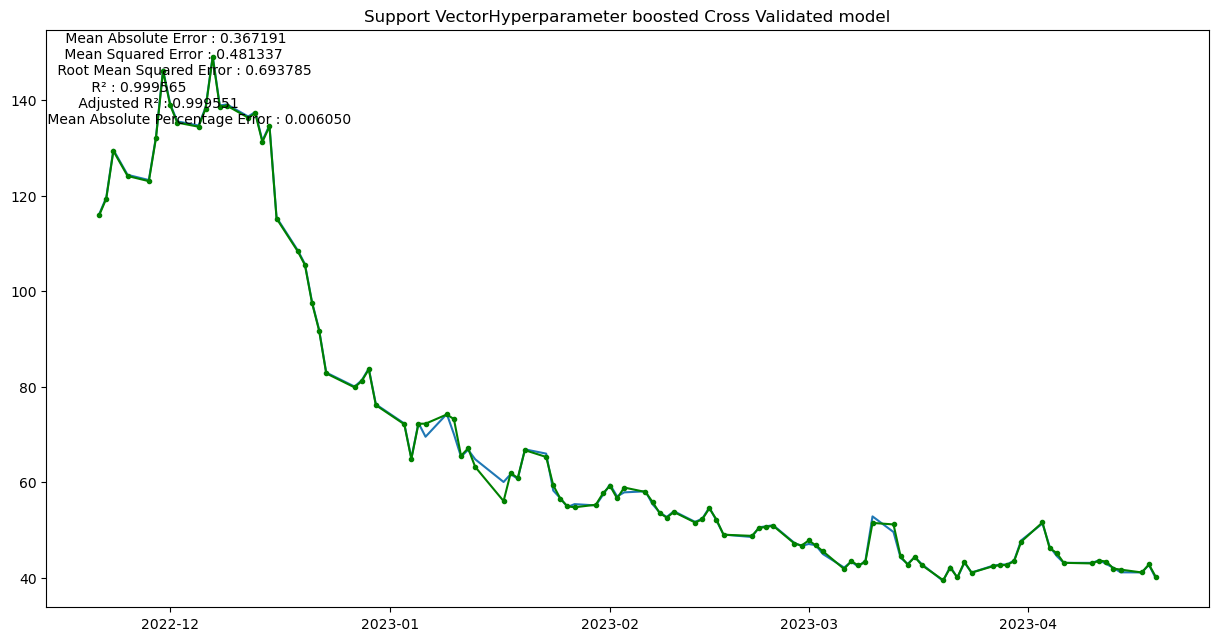 Support VectorHyperparameter boosted Cross Validated model
Mean Absolute Error : 0.367191
Mean Squared Error : 0.481337
Root Mean Squared Error : 0.693785
R² : 0.999565
Adjusted R² : 0.999551
Mean Absolute Percentage Error : 0.006050
140
120
100
80
60
40
2022-12
2023-01
2023-02
2023-03
2023-04